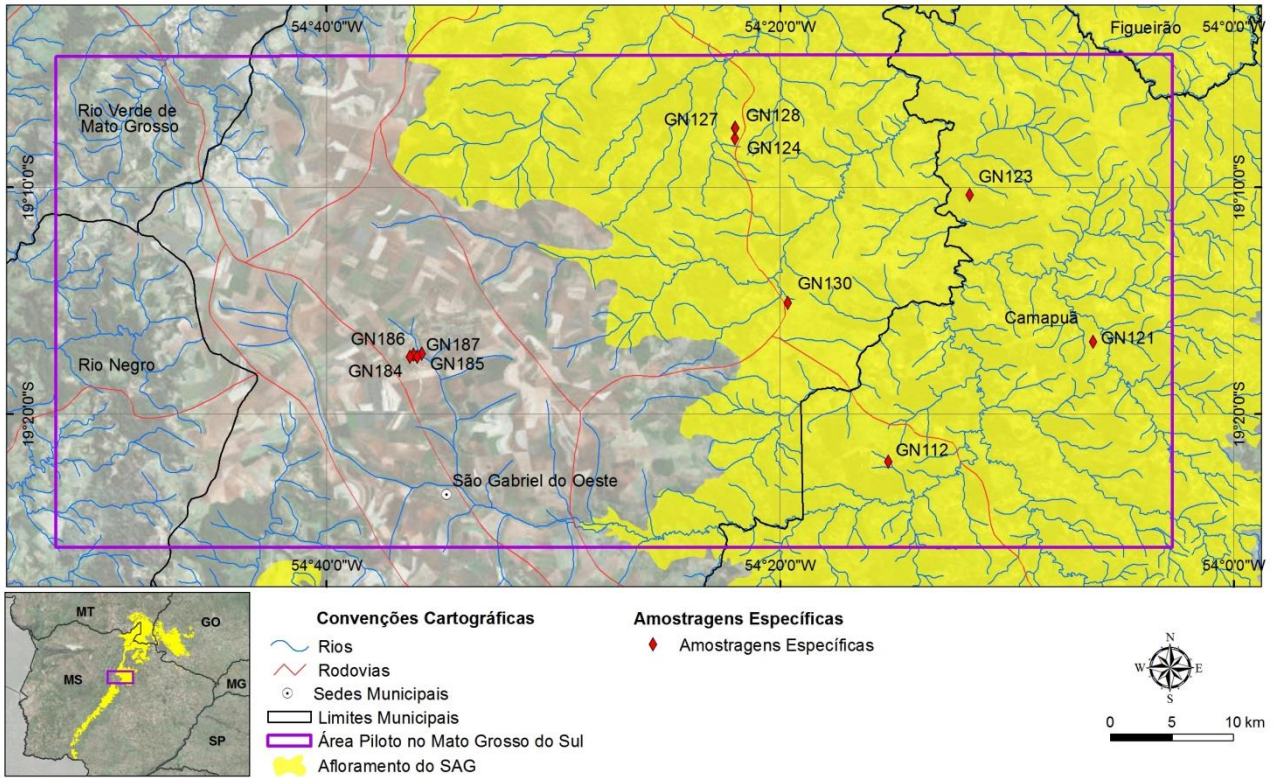 54°40'0"W
54°20'0"W
54°0'0"W
Figueirão
Rio Verde de
Mato Grosso
GN127
GN128
GN124
19°10'0"S
19°10'0"S
GN123
GN130
Camapuã
GN121
GN186
GN187
GN184
GN185
Rio Negro
19°20'0"S
19°20'0"S
GN112
São Gabriel do Oeste
54°40'0"W
54°20'0"W
54°0'0"W
MT
GO
MS
MG
SP
Convenções Cartográficas
Rios
Rodovias
Sedes Municipais
Limites Municipais
Área Piloto no Mato Grosso do Sul
Afloramento do SAG
Amostragens Específicas
Amostragens Específicas
N
W
E
S
0 5 10 km